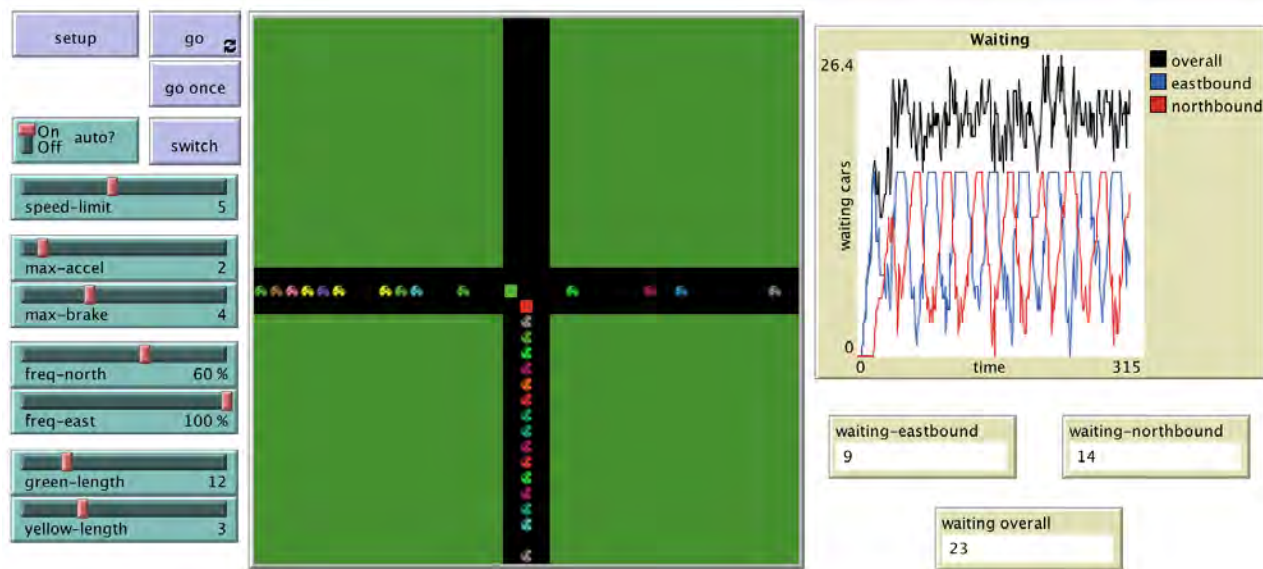 setup
go
go once
On
Off
auto?
switch
speed-limit 5
max-accel 2
max-brake 4
freq-north 60 %
freq-east 100 %
green-length 12
yellow-length 3
Waiting
26.4
waiting cars
0
0
time
315
overall
eastbound
northbound
waiting-eastbound
9
waiting-northbound
14
waiting overall
23